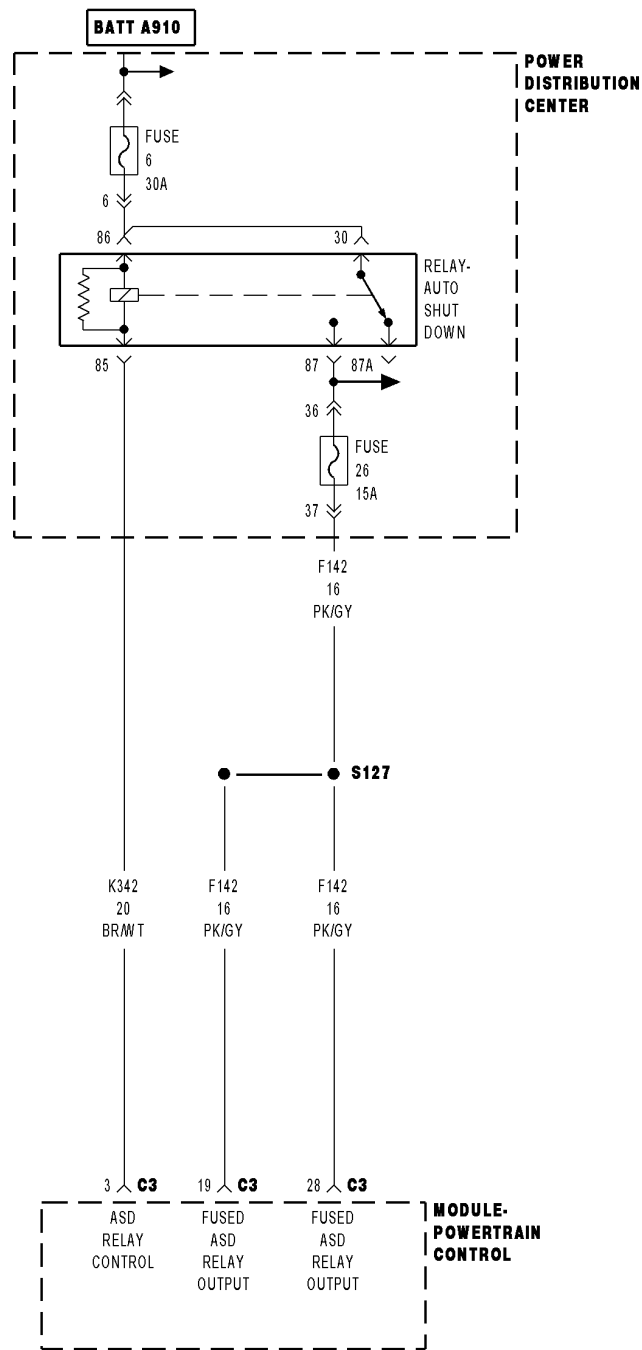 BATT A910
POWER
DISTRIBUTION
CENTER
FUSE
6
30A
6
86
30
RELAY-
AUTO
SHUT
DOWN
85
87
87A
36
FUSE
26
15A
37
F142
16
PK/GY
S127
K342
20
BR/WT
F142
16
PK/GY
F142
16
PK/GY
3 C3
19 C3
28 C3
ASD
RELAY
CONTROL
FUSED
ASD
RELAY
OUTPUT
FUSED
ASD
RELAY
OUTPUT
MODULE-
POWERTRAIN
CONTROL